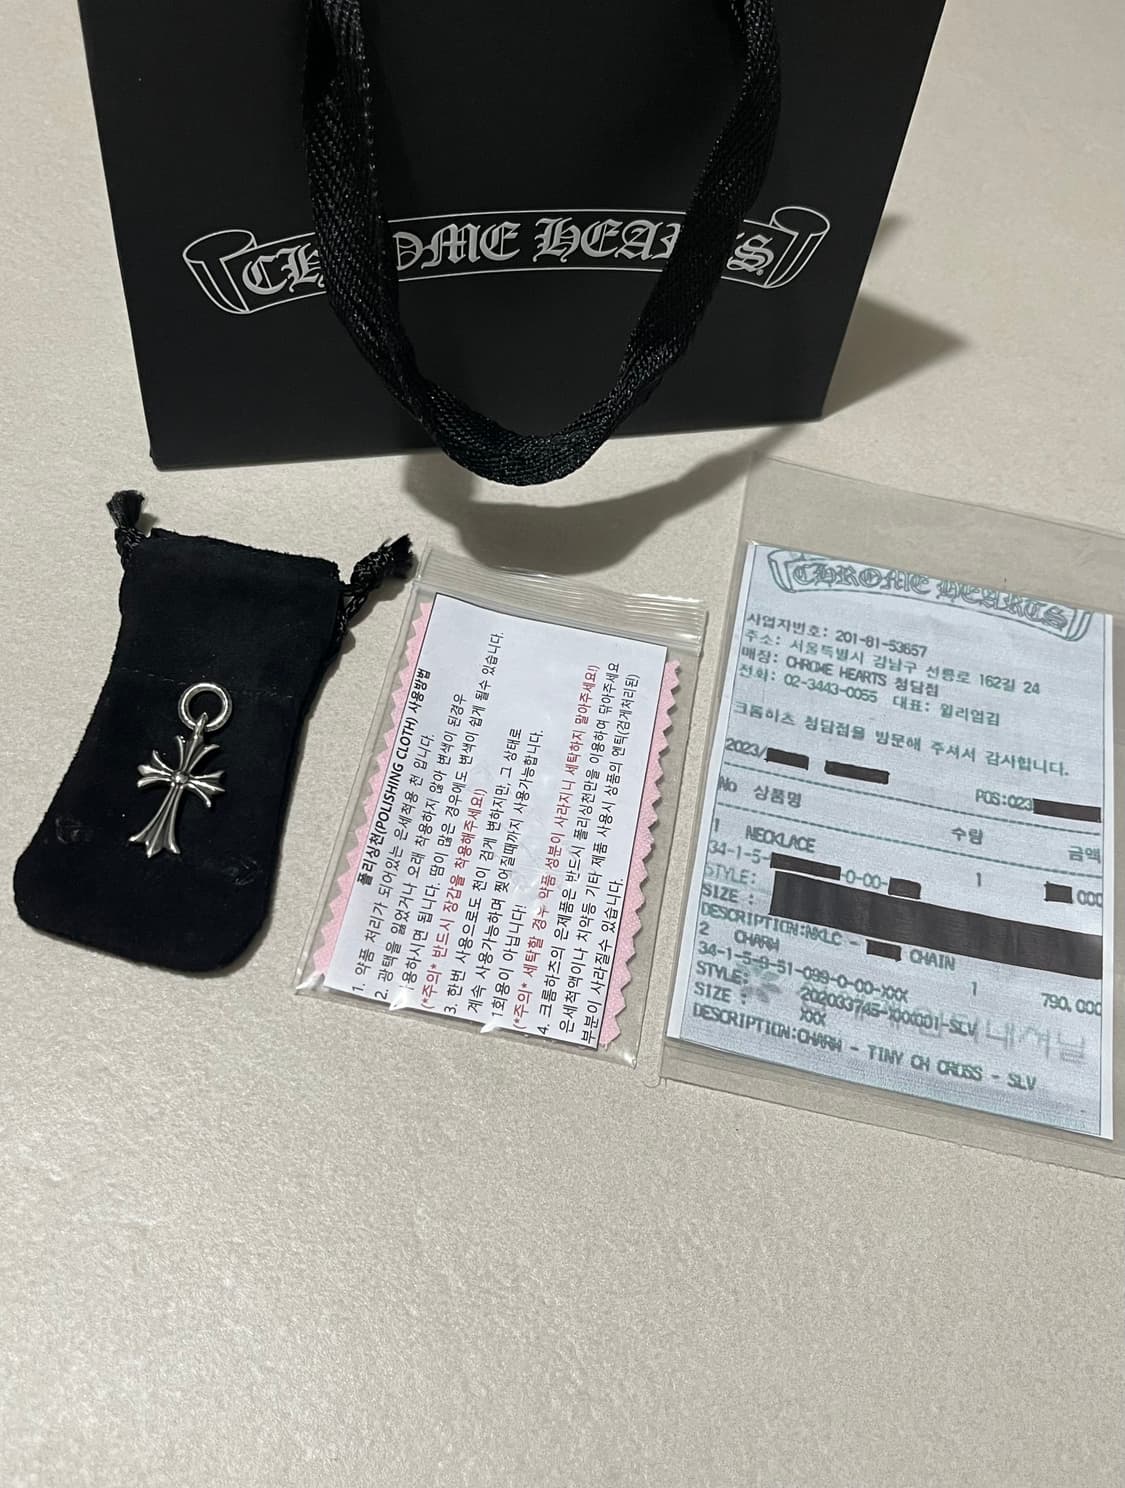 CHROME HEARTS
폴리싱천(POLISHING CLOTH) 사용방법
1. 약품 처리가 되어있는 은세척용 천 입니다.
2. 광택을 잃었거나 오래 착용하지 않아 변색이 된경우
사용하시면 됩니다. 땀이 많은 경우에도 변색이 쉽게 될수 있습니다.
(*주의* 반드시 장갑을 착용해주세요!)
3. 한번 사용으로도 천이 검게 변하지만, 그 상태로
계속 사용가능하며 찢어질때까지 사용가능합니다.
1회용이 아닙니다!
(*주의* 세탁할 경우 약품 성분이 사라지니 세탁하지 말아주세요!)
4. 크롬하츠의 은제품은 반드시 폴리싱천만을 이용하여 닦아주세요
은세척액이나 치약등 기타 제품 사용시 상품의 엔틱(검게처리된)
부분이 사라질수 있습니다.
CHROME HEARTS
사업자번호: 201-81-53657
주소: 서울특별시 강남구 선릉로 162길 24
매장: CHROME HEARTS 청담점
전화: 02-3443-0055 대표: 윌리엄김
크롬하츠 청담점을 방문해 주셔서 감사합니다.
2023/ POS:023
No 상품명 수량 금액
1 NECKLACE
34-1-5- -0-00- 1 ,000
STYLE:
SIZE :
DESCRIPTION:NKLC - CHAIN
2 CHARM
34-1-5-8-51-099-0-00-XXX 1 790,000
STYLE: 202033745-XXX001-SLV
SIZE : XXX
DESCRIPTION:CHARM - TINY CH CROSS - SLV